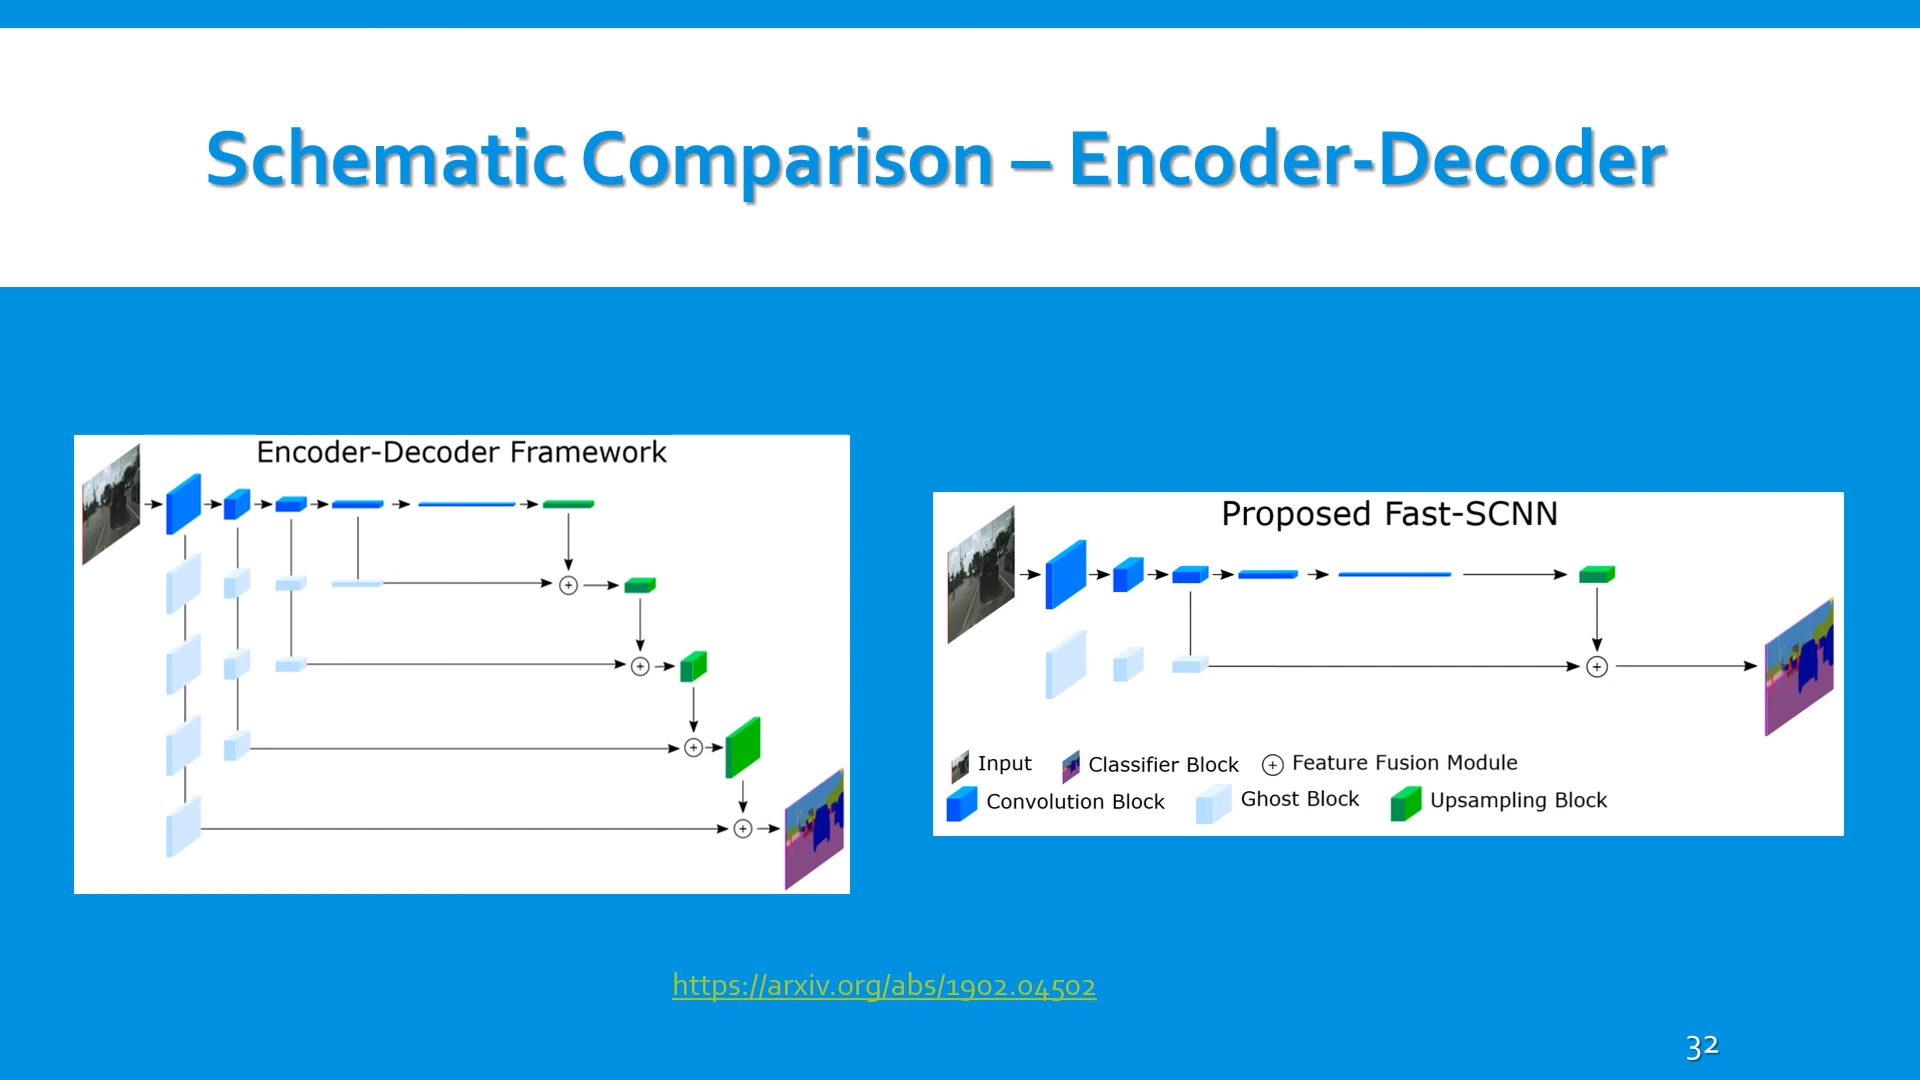 Schematic Comparison – Encoder-Decoder
Encoder-Decoder Framework
Proposed Fast-SCNN
Input
Classifier Block
Feature Fusion Module
Convolution Block
Ghost Block
Upsampling Block
https://arxiv.org/abs/1902.04502
32